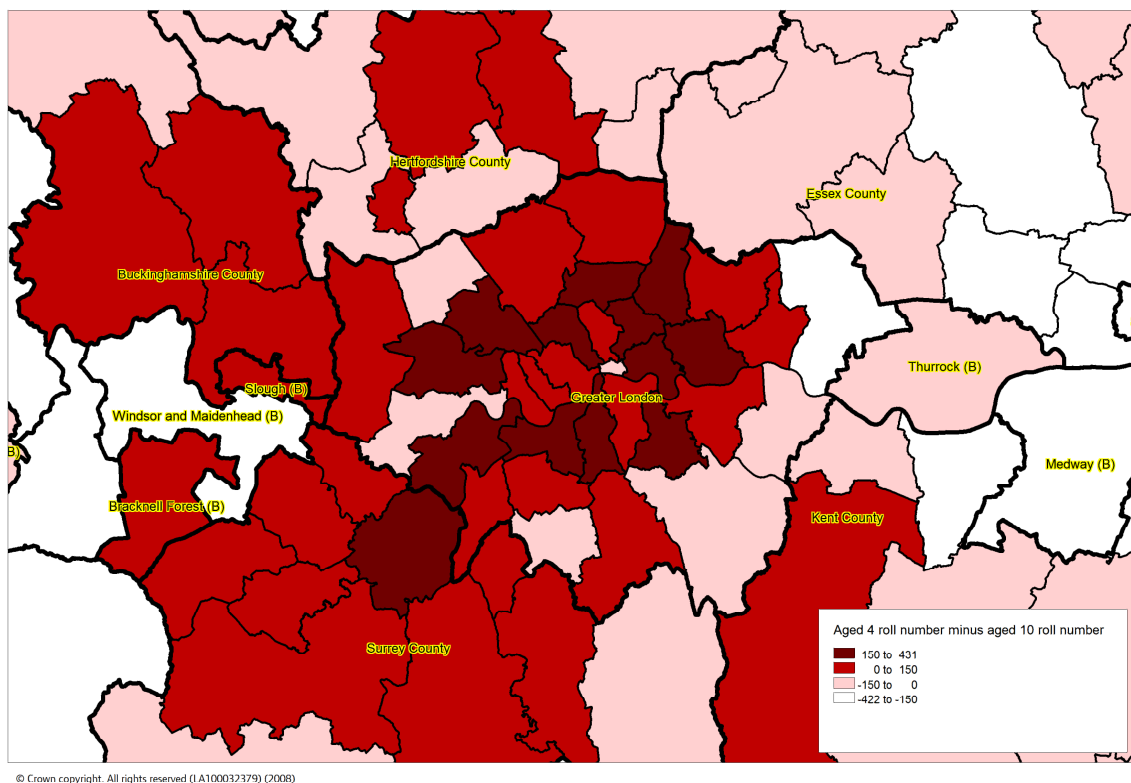 Hertfordshire County
Essex County
Buckinghamshire County
Thurrock (B)
Slough (B)
Greater London
Windsor and Maidenhead (B)
B)
Medway (B)
Bracknell Forest (B)
Kent County
Surrey County
Aged 4 roll number minus aged 10 roll number
150 to 431
0 to 150
-150 to 0
-422 to -150
© Crown copyright. All rights reserved (LA100032379) (2008)